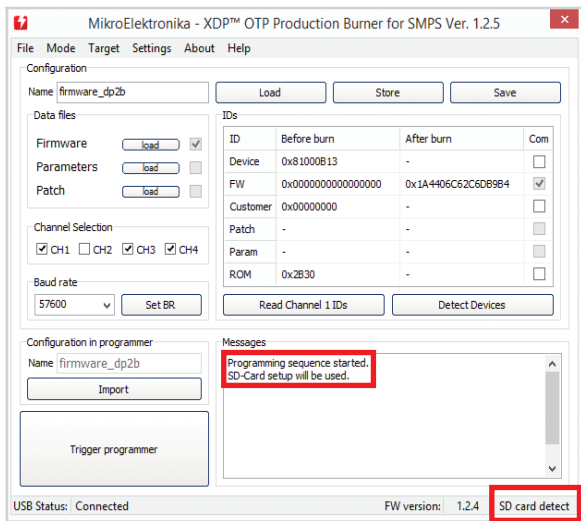 MikroElektronika - XDP™ OTP Production Burner for SMPS Ver. 1.2.5
File Mode Target Settings About Help
Configuration
Name firmware_dp2b
Load Store Save
Data files
Firmware load
Parameters load
Patch load
Channel Selection
CH1 CH2 CH3 CH4
Baud rate
57600 Set BR
IDs
ID Before burn After burn Com
Device 0x81000B13 -
FW 0x0000000000000000 0x1A4406C62C6DB9B4
Customer 0x00000000 -
Patch - -
Param - -
ROM 0x2B30 -
Read Channel 1 IDs Detect Devices
Configuration in programmer
Name firmware_dp2b
Import
Trigger programmer
Messages
Programming sequence started.
SD-Card setup will be used.
USB Status: Connected FW version: 1.2.4 SD card detect